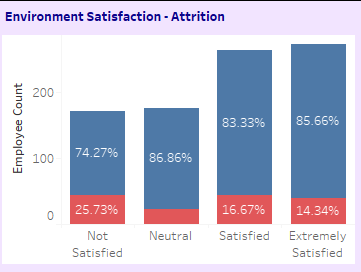 Environment Satisfaction - Attrition
Employee Count
200
100
0
74.27%
86.86%
83.33%
85.66%
25.73%
16.67%
14.34%
Not Satisfied
Neutral
Satisfied
Extremely Satisfied